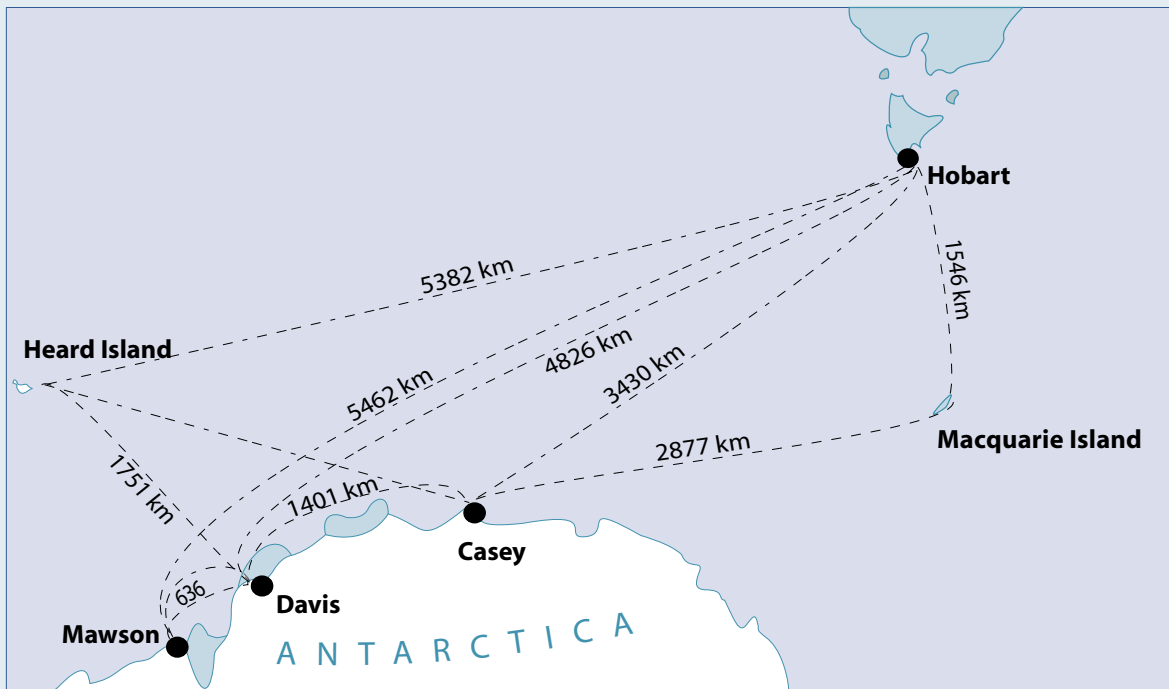 Hobart
5382 km
1546 km
Heard Island
4826 km
5462 km
3430 km
Macquarie Island
2877 km
1751 km
1401 km
Casey
636
Davis
Mawson
ANTARCTICA